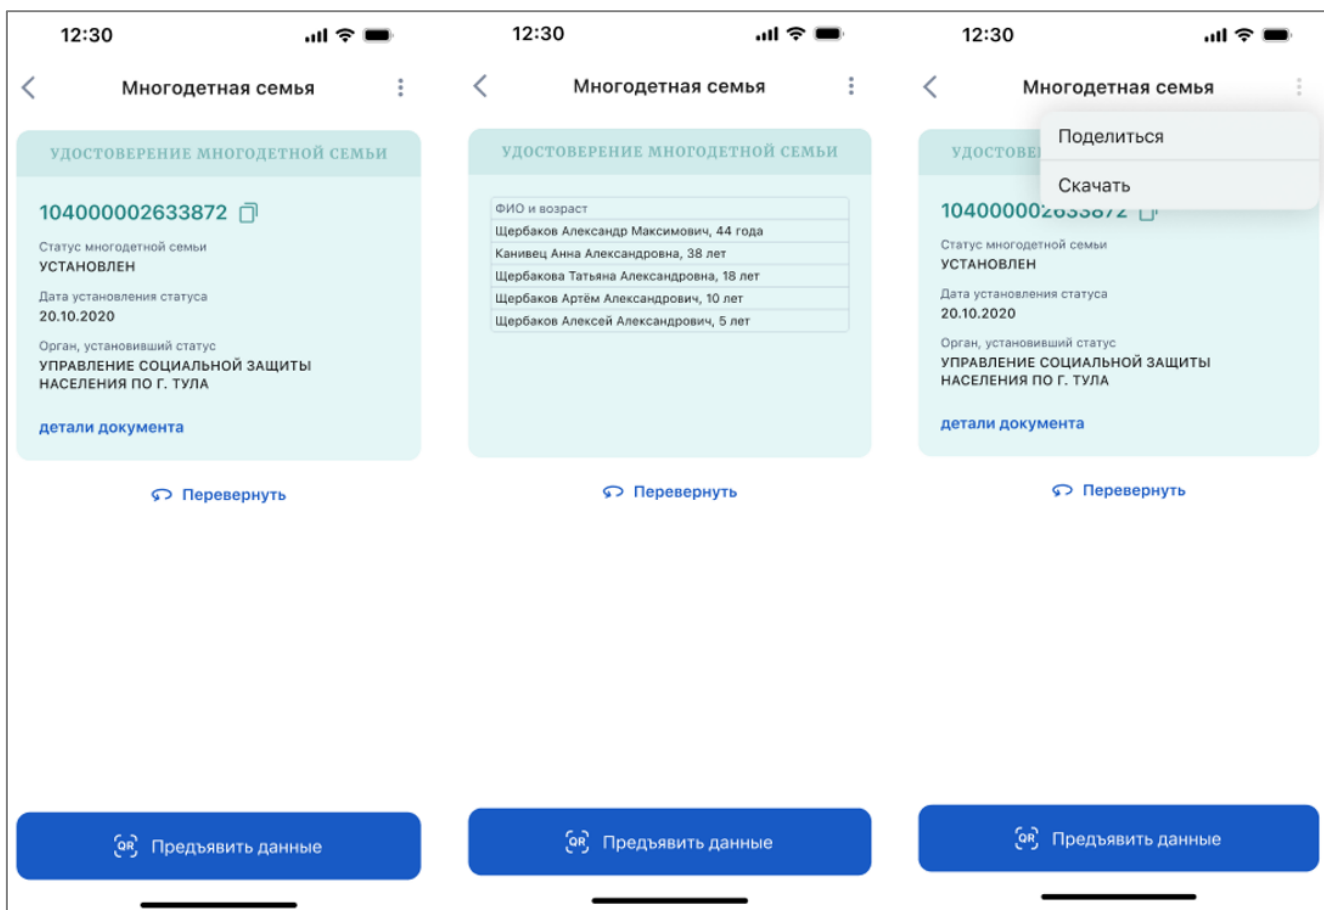 12:30
Многодетная семья
УДОСТОВЕРЕНИЕ МНОГОДЕТНОЙ СЕМЬИ
104000002633872
Статус многодетной семьи
УСТАНОВЛЕН
Дата установления статуса
20.10.2020
Орган, установивший статус
УПРАВЛЕНИЕ СОЦИАЛЬНОЙ ЗАЩИТЫ
НАСЕЛЕНИЯ ПО Г. ТУЛА
детали документа
Перевернуть
QR Предъявить данные
12:30
Многодетная семья
УДОСТОВЕРЕНИЕ МНОГОДЕТНОЙ СЕМЬИ
ФИО и возраст
Щербаков Александр Максимович, 44 года
Канивец Анна Александровна, 38 лет
Щербакова Татьяна Александровна, 18 лет
Щербаков Артём Александрович, 10 лет
Щербаков Алексей Александрович, 5 лет
Перевернуть
QR Предъявить данные
12:30
Многодетная семья
Поделиться
Скачать
УДОСТОВЕ
104000002633872
Статус многодетной семьи
УСТАНОВЛЕН
Дата установления статуса
20.10.2020
Орган, установивший статус
УПРАВЛЕНИЕ СОЦИАЛЬНОЙ ЗАЩИТЫ
НАСЕЛЕНИЯ ПО Г. ТУЛА
детали документа
Перевернуть
QR Предъявить данные